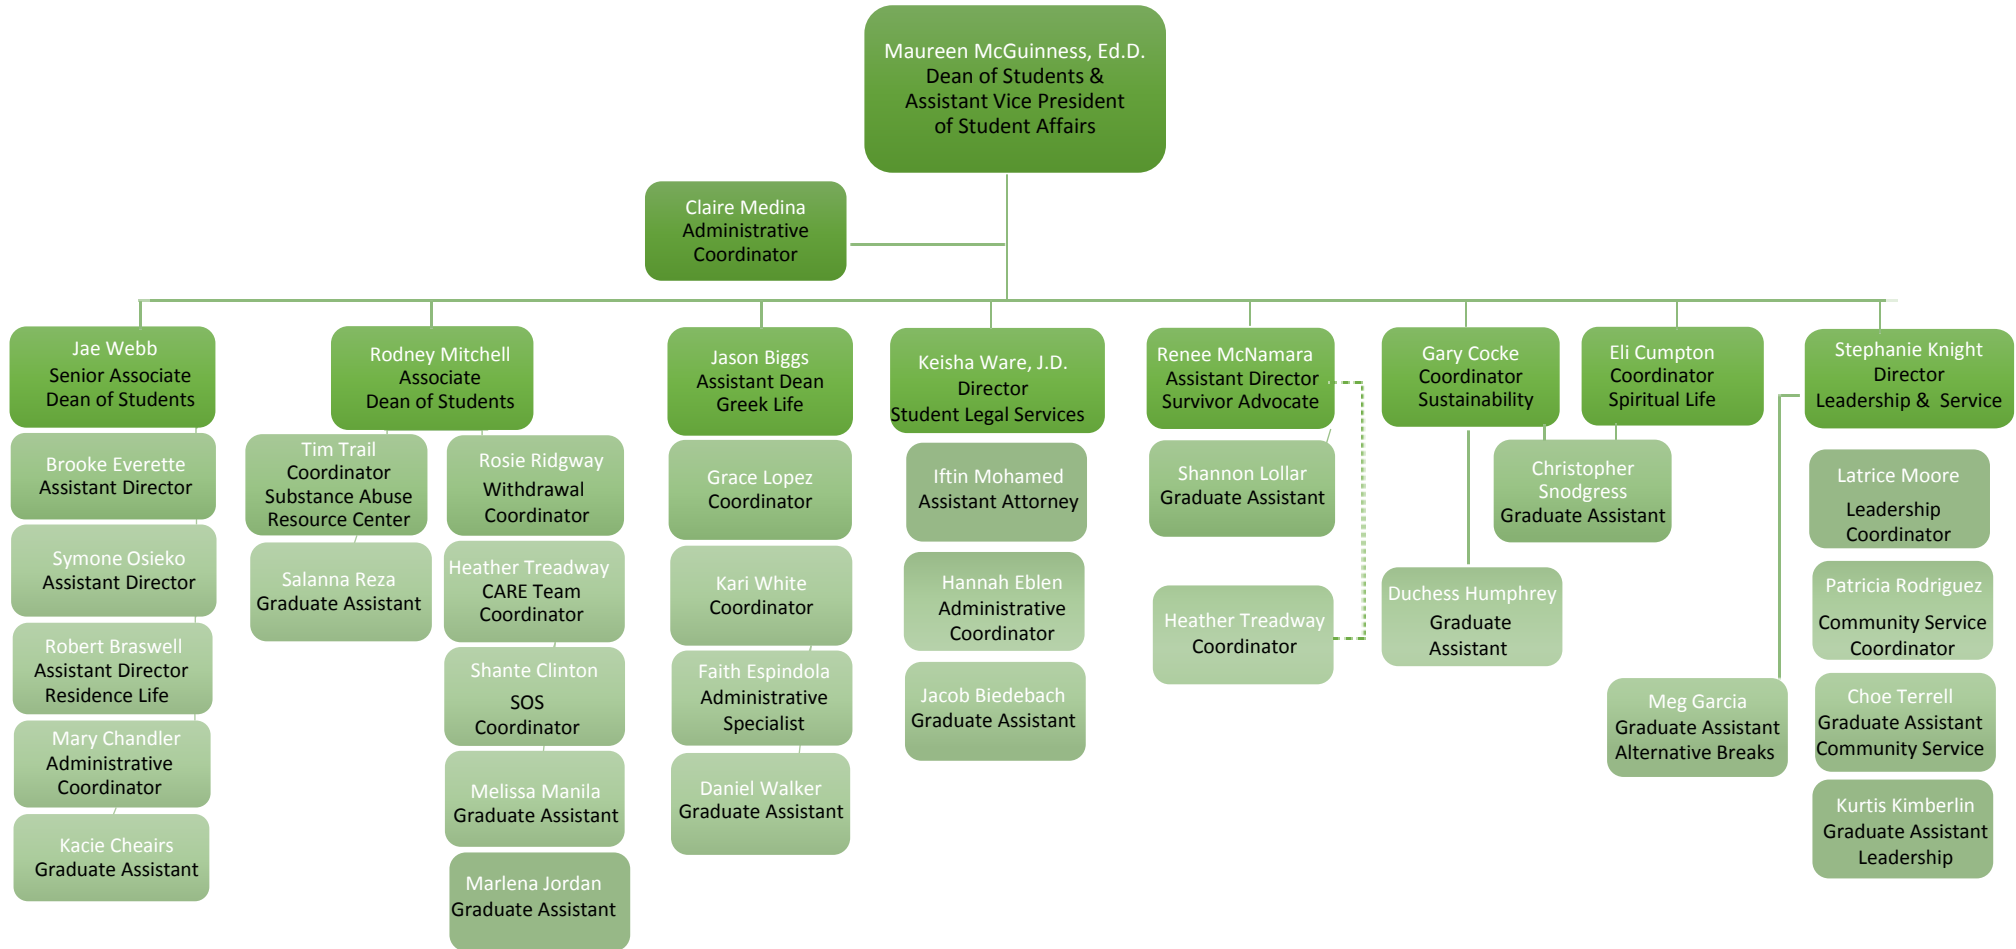 Maureen McGuinness, Ed.D.
Dean of Students &
Assistant Vice President
of Student Affairs
Claire Medina
Administrative
Coordinator
Jae Webb
Senior Associate
Dean of Students
Brooke Everette
Assistant Director
Symone Osieko
Assistant Director
Robert Braswell
Assistant Director
Residence Life
Mary Chandler
Administrative
Coordinator
Kacie Cheairs
Graduate Assistant
Rodney Mitchell
Associate
Dean of Students
Tim Trail
Coordinator
Substance Abuse
Resource Center
Salanna Reza
Graduate Assistant
Rosie Ridgway
Withdrawal
Coordinator
Heather Treadway
CARE Team
Coordinator
Shante Clinton
SOS
Coordinator
Melissa Manila
Graduate Assistant
Marlena Jordan
Graduate Assistant
Jason Biggs
Assistant Dean
Greek Life
Grace Lopez
Coordinator
Kari White
Coordinator
Faith Espindola
Administrative
Specialist
Daniel Walker
Graduate Assistant
Keisha Ware, J.D.
Director
Student Legal Services
Iftin Mohamed
Assistant Attorney
Hannah Eblen
Administrative
Coordinator
Jacob Biedebach
Graduate Assistant
Renee McNamara
Assistant Director
Survivor Advocate
Shannon Lollar
Graduate Assistant
Heather Treadway
Coordinator
Gary Cocke
Coordinator
Sustainability
Duchess Humphrey
Graduate
Assistant
Eli Cumpton
Coordinator
Spiritual Life
Christopher
Snodgress
Graduate Assistant
Stephanie Knight
Director
Leadership & Service
Meg Garcia
Graduate Assistant
Alternative Breaks
Latrice Moore
Leadership
Coordinator
Patricia Rodriguez
Community Service
Coordinator
Choe Terrell
Graduate Assistant
Community Service
Kurtis Kimberlin
Graduate Assistant
Leadership